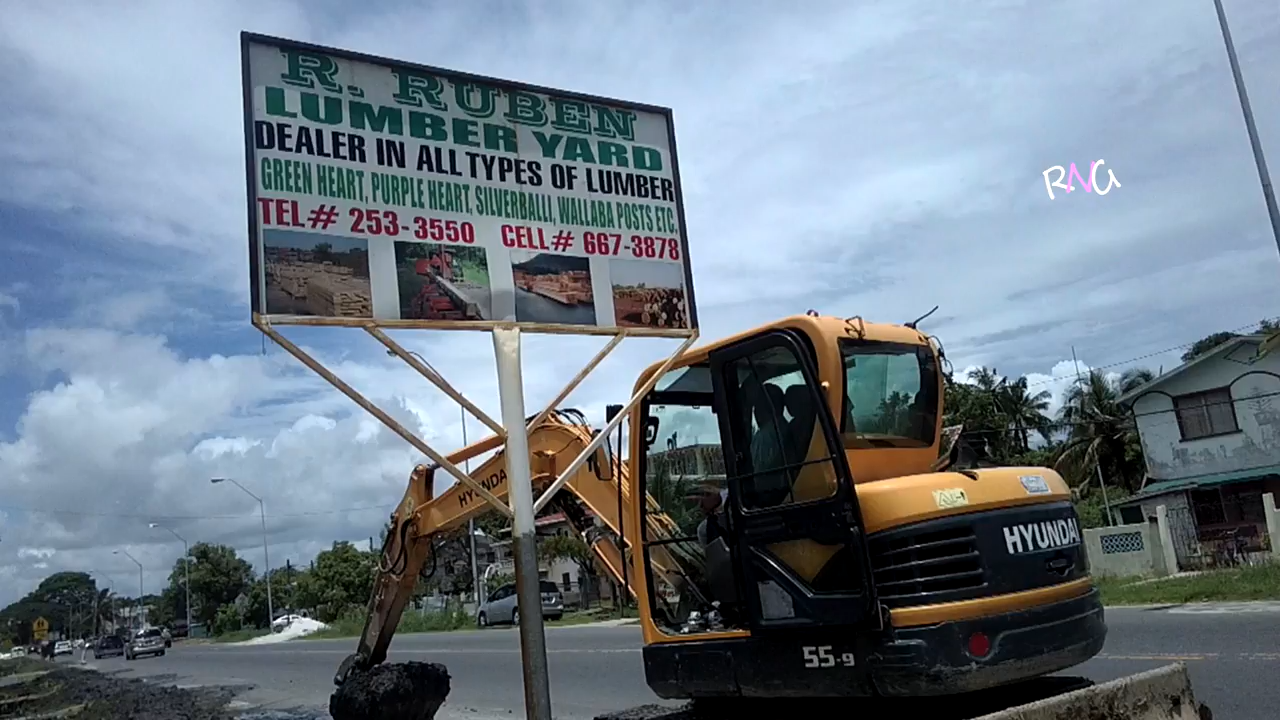 R. RUBEN
LUMBER YARD
DEALER IN ALL TYPES OF LUMBER
GREEN HEART, PURPLE HEART, SILVERBALLI, WALLABA POSTS ETC.
TEL# 253-3550 CELL# 667-3878
RNG
HYUNDAI
HYUNDAI
55-9